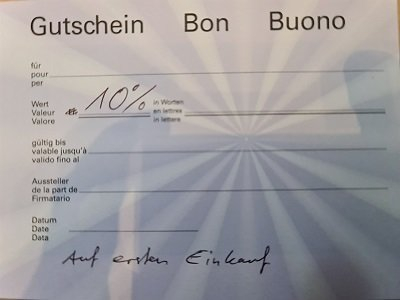 Gutschein Bon Buono
für
pour
per
Wert 10% in Worten
Valeur en lettres
Valore in lettere
gültig bis
valable jusqu'à
valido fino al
Aussteller
de la part de
Firmatario
Datum
Date
Data
Auf ersten Einkauf